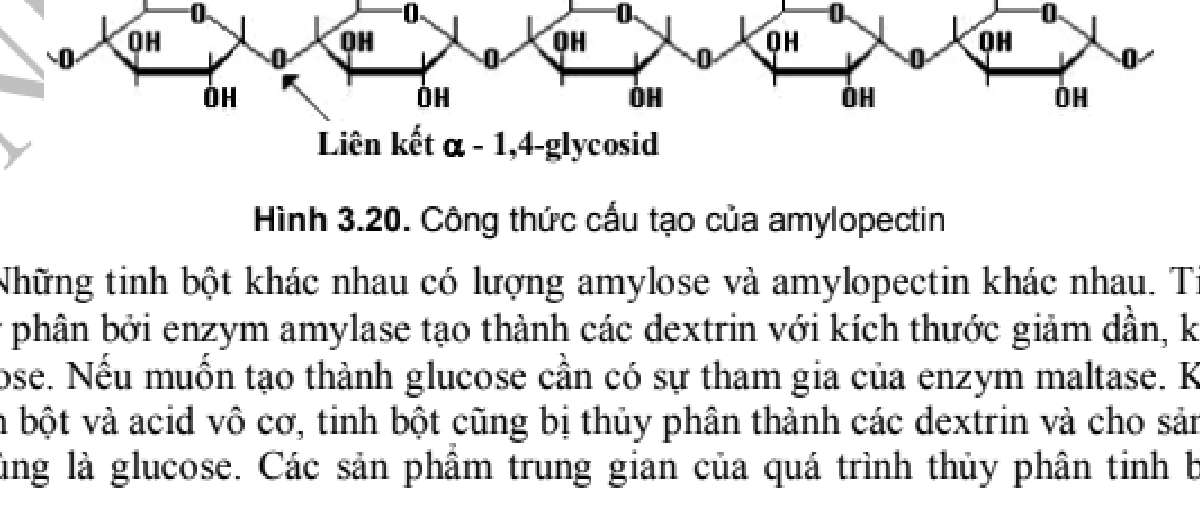 O O O O O
OH OH OH OH OH
O O O O O O
OH OH OH OH OH
Liên kết α - 1,4-glycosid
Hình 3.20. Công thức cấu tạo của amylopectin
Những tinh bột khác nhau có lượng amylose và amylopectin khác nhau.
phân bởi enzym amylase tạo thành các dextrin với kích thước giảm dần,
ose. Nếu muốn tạo thành glucose cần có sự tham gia của enzym maltase.
bột và acid vô cơ, tinh bột cũng bị thủy phân thành các dextrin và cho sản
là glucose. Các sản phẩm trung gian của quá trình thủy phân tinh